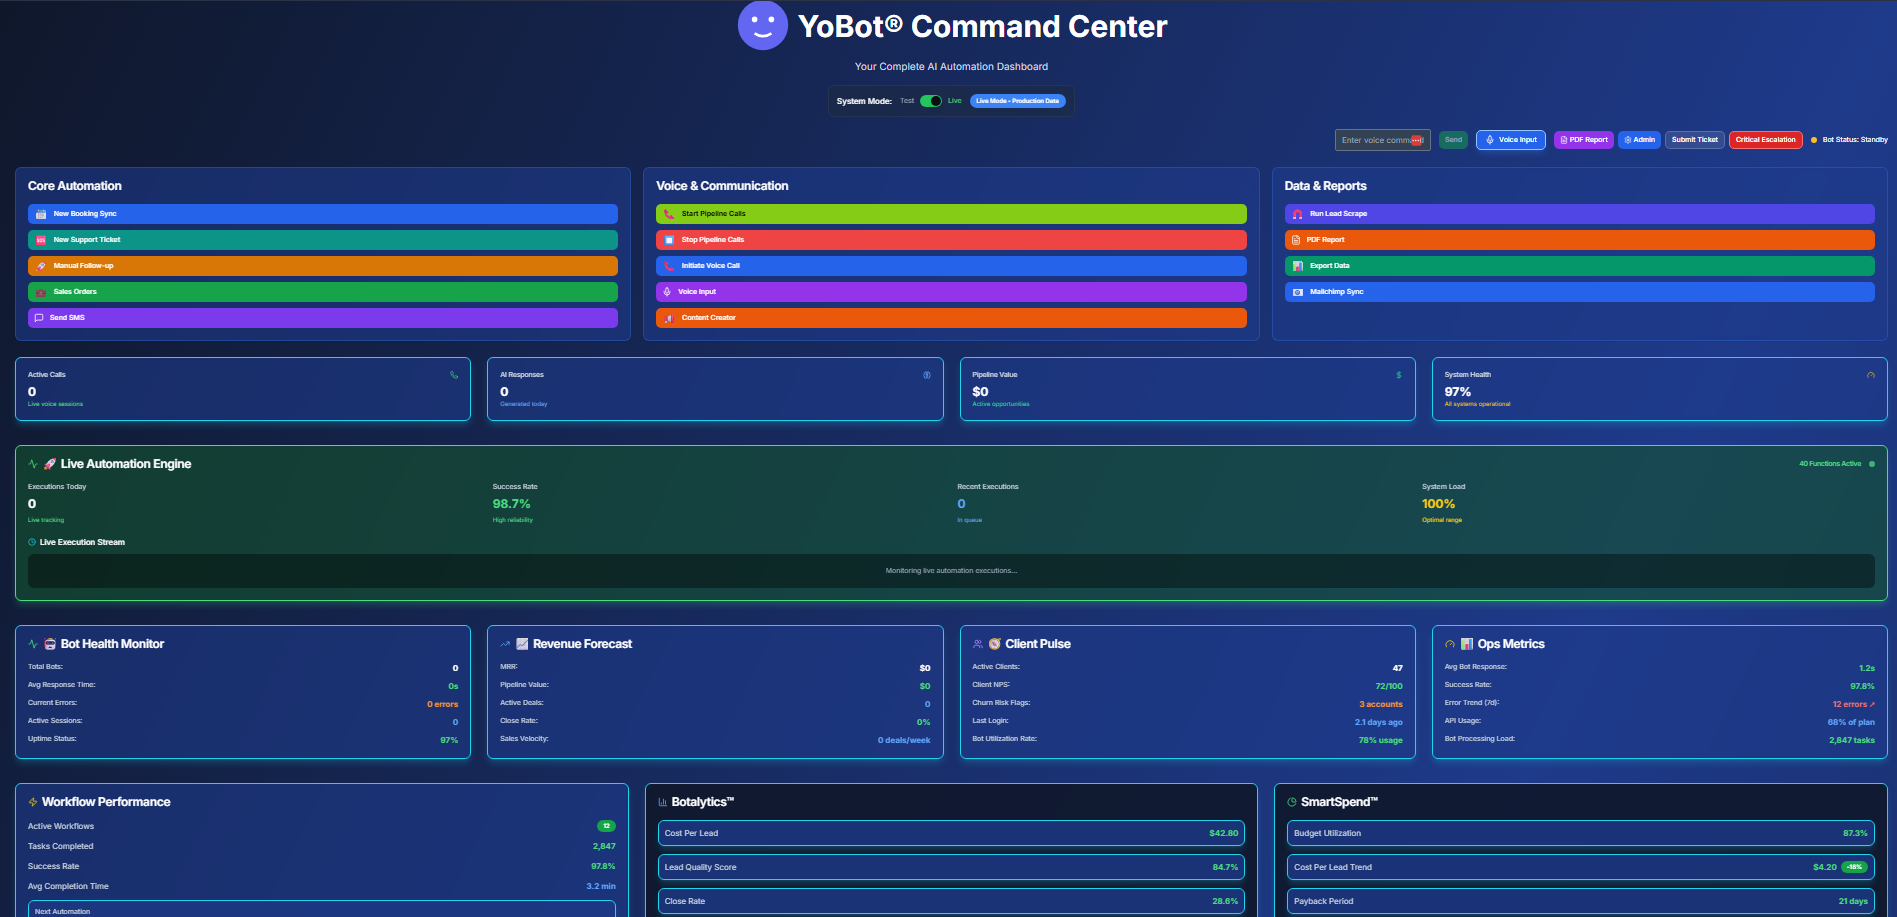 YoBot® Command Center
Your Complete AI Automation Dashboard
System Mode: Test Live Live Mode - Production Data
Enter voice comma Send Voice Input PDF Report Admin Submit Ticket Critical Escalation Bot Status: Standby
Core Automation
New Booking Sync
New Support Ticket
Manual Follow-up
Sales Orders
Send SMS
Voice & Communication
Start Pipeline Calls
Stop Pipeline Calls
Initiate Voice Call
Voice Input
Content Creator
Data & Reports
Run Lead Scrape
PDF Report
Export Data
Mailchimp Sync
Active Calls
0
Live voice sessions
AI Responses
0
Generated today
Pipeline Value
$
$0
Active opportunities
System Health
97%
All systems operational
Live Automation Engine
40 Functions Active
Executions Today
0
Live tracking
Success Rate
98.7%
High reliability
Recent Executions
0
In queue
System Load
100%
Optimal range
Live Execution Stream
Monitoring live automation executions...
Bot Health Monitor
Total Bots: 0
Avg Response Time: 0s
Current Errors: 0 errors
Active Sessions: 0
Uptime Status: 97%
Revenue Forecast
MRR: $0
Pipeline Value: $0
Active Deals: 0
Close Rate: 0%
Sales Velocity: 0 deals/week
Client Pulse
Active Clients: 47
Client NPS: 72/100
Churn Risk Flags: 3 accounts
Last Login: 2.1 days ago
Bot Utilization Rate: 78% usage
Ops Metrics
Avg Bot Response: 1.2s
Success Rate: 97.8%
Error Trend (7d): 12 errors ↗
API Usage: 68% of plan
Bot Processing Load: 2,847 tasks
Workflow Performance
Active Workflows 12
Tasks Completed 2,847
Success Rate 97.8%
Avg Completion Time 3.2 min
Next Automation
Botalytics™
Cost Per Lead $42.80
Lead Quality Score 84.7%
Close Rate 28.6%
SmartSpend™
Budget Utilization 87.3%
Cost Per Lead Trend $4.20 -18%
Payback Period 21 days